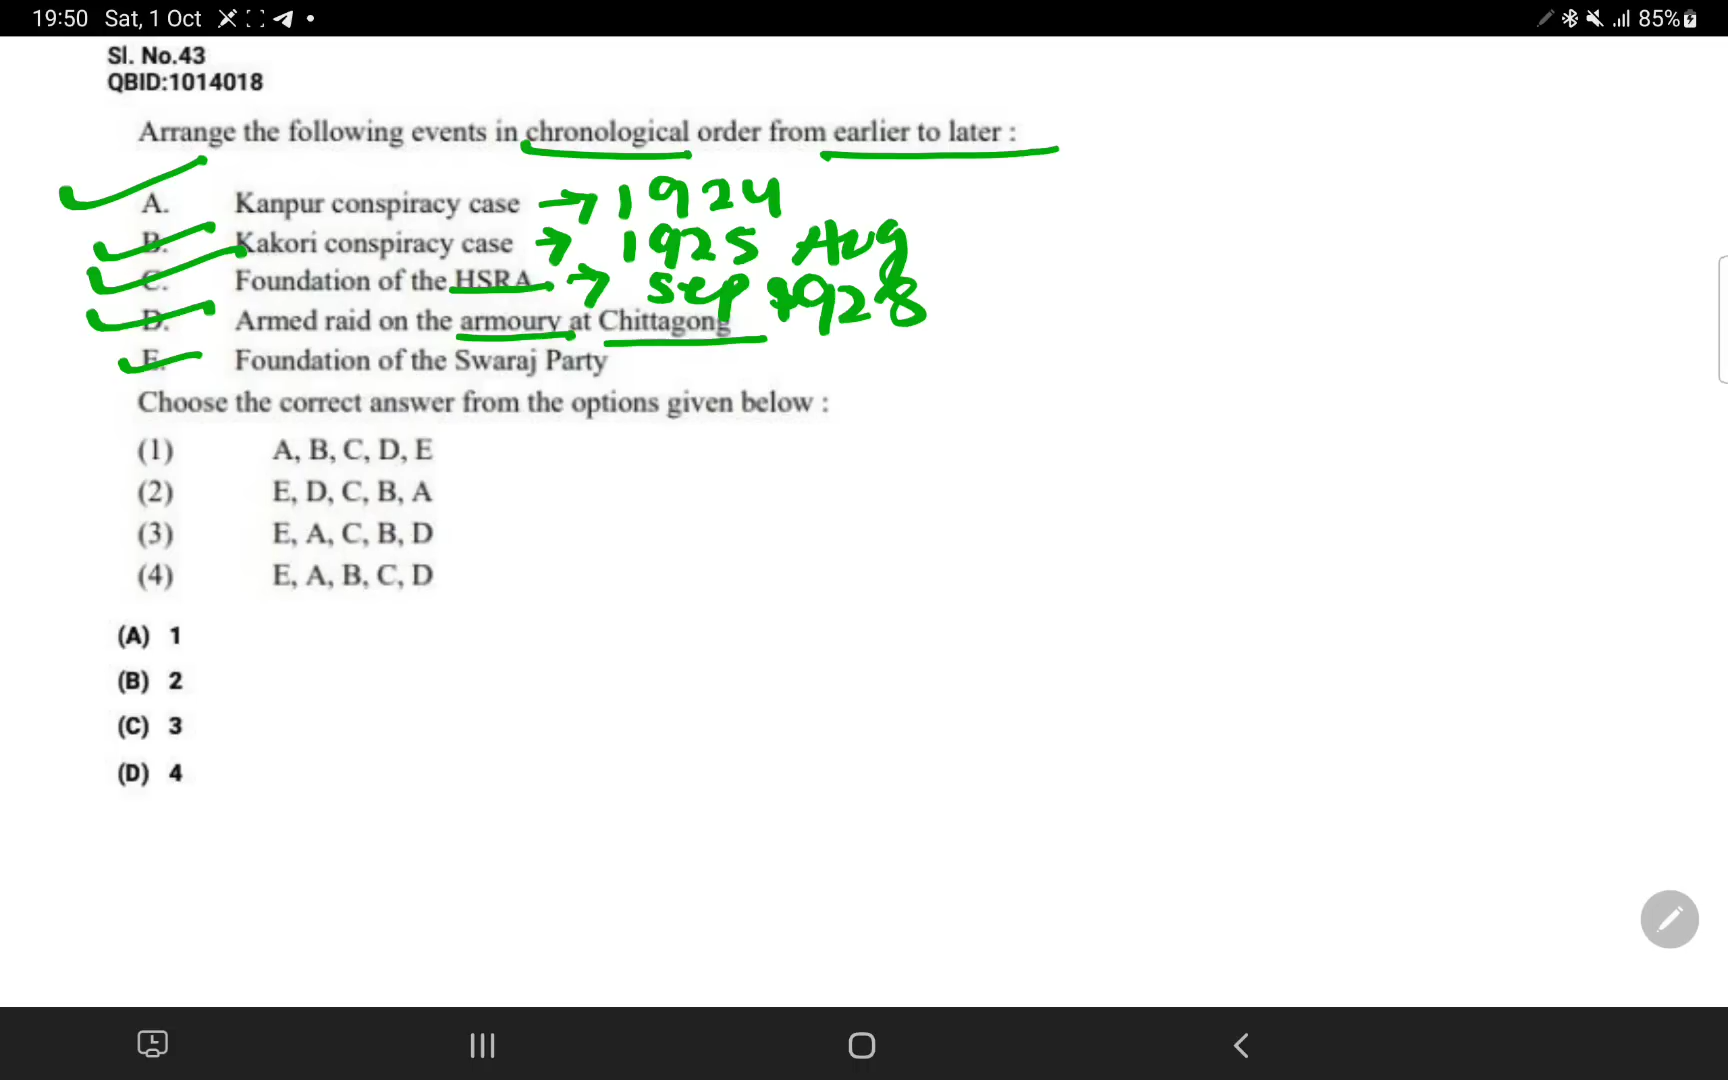 19:50 Sat, 1 Oct 85%
Sl. No.43
QBID:1014018
Arrange the following events in chronological order from earlier to later :
A. Kanpur conspiracy case → 1924
B. Kakori conspiracy case → 1925 Aug
C. Foundation of the HSRA → Sep 1928
D. Armed raid on the armoury at Chittagong
E. Foundation of the Swaraj Party
Choose the correct answer from the options given below :
(1) A, B, C, D, E
(2) E, D, C, B, A
(3) E, A, C, B, D
(4) E, A, B, C, D
(A) 1
(B) 2
(C) 3
(D) 4